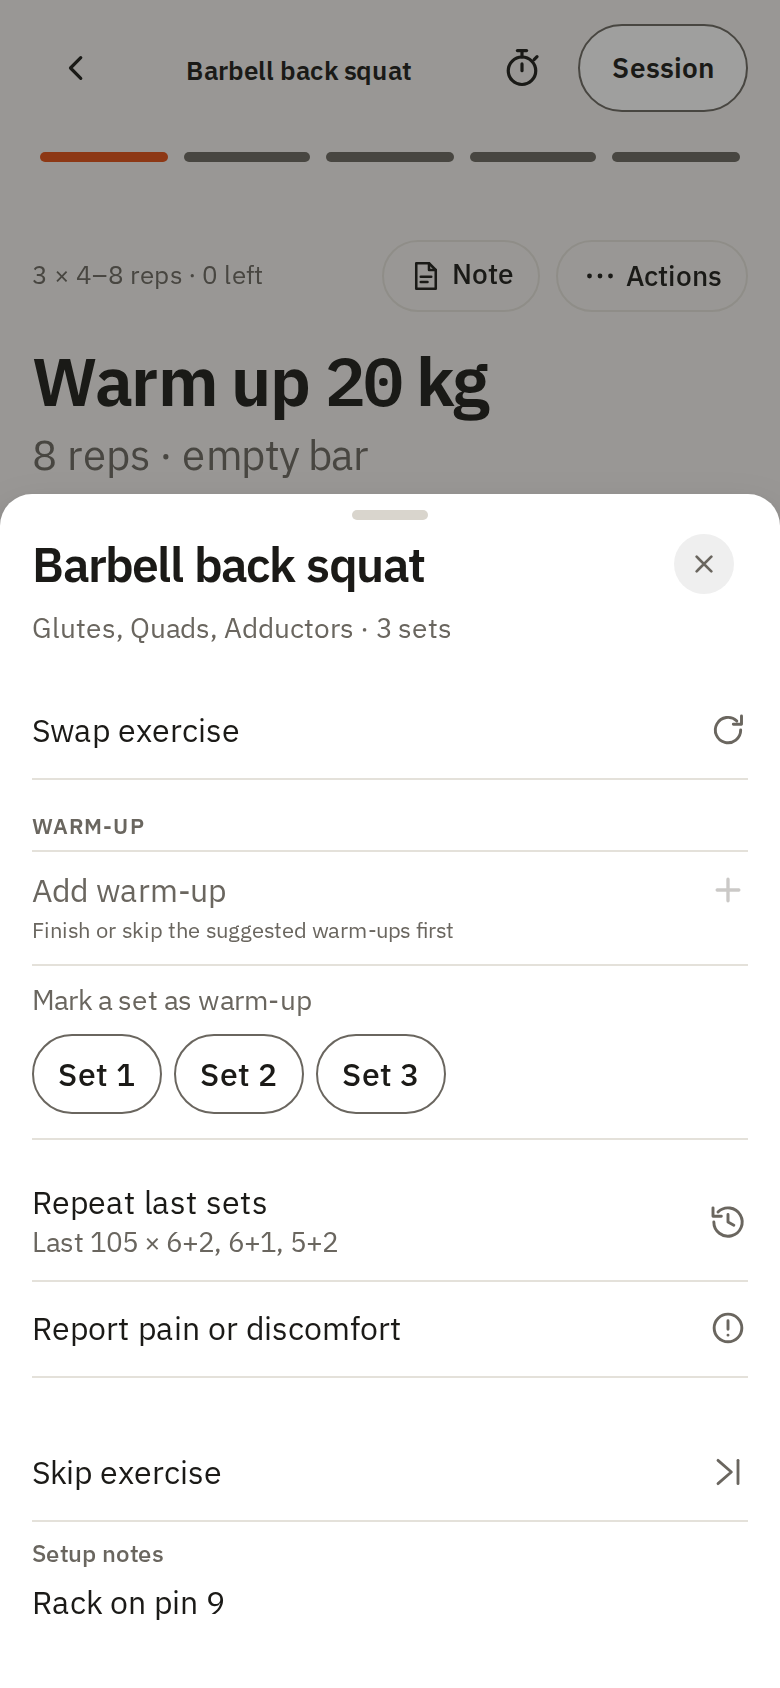 Barbell back squat
Session
3 × 4–8 reps · 0 left
Note
Actions
Warm up 20 kg
8 reps · empty bar
Barbell back squat
Glutes, Quads, Adductors · 3 sets
Swap exercise
WARM-UP
Add warm-up
Finish or skip the suggested warm-ups first
Mark a set as warm-up
Set 1
Set 2
Set 3
Repeat last sets
Last 105 × 6+2, 6+1, 5+2
Report pain or discomfort
Skip exercise
Setup notes
Rack on pin 9